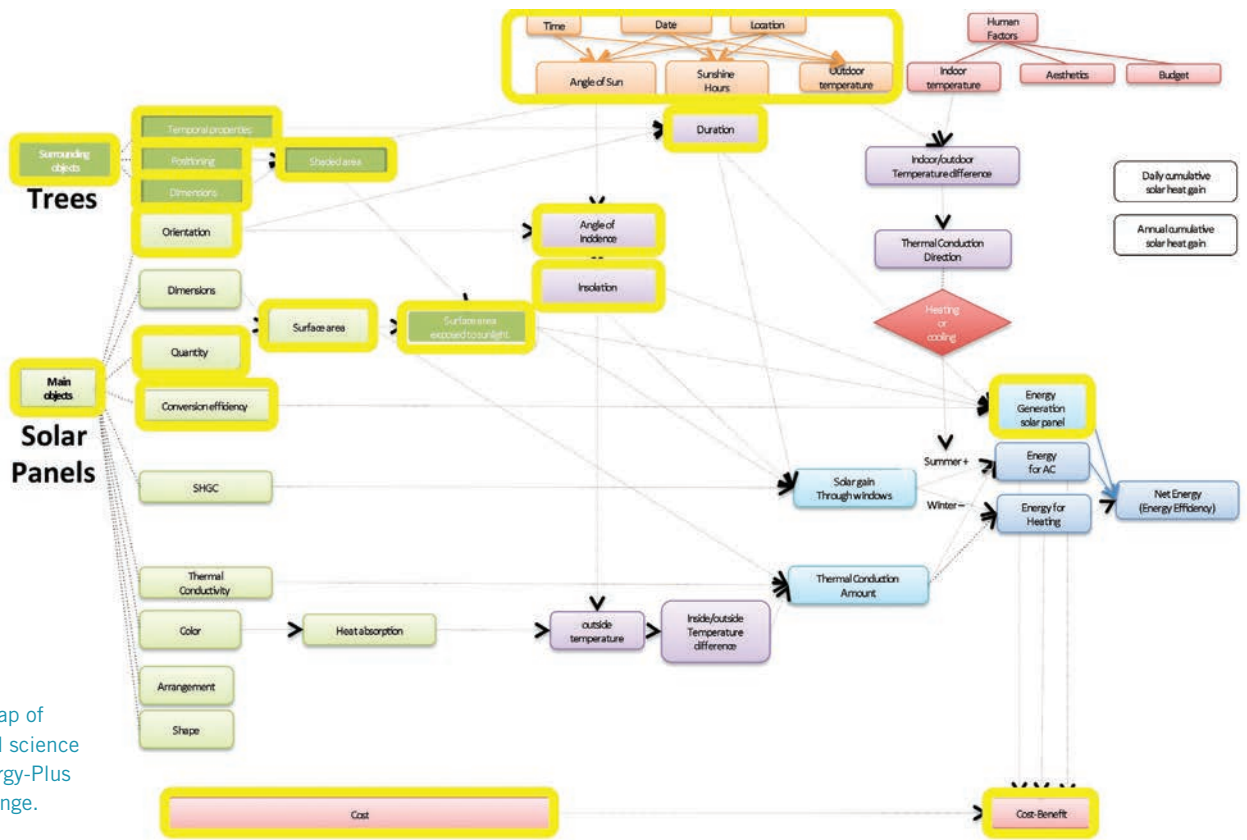 Time
Date
Location
Angle of Sun
Sunshine
Hours
Outdoor
temperature
Human
Factors
Indoor
temperature
Aesthetics
Budget
Surrounding
objects
Trees
Temporal properties
Positioning
Dimensions
Shaded area
Duration
Indoor/outdoor
Temperature difference
Daily cumulative
solar heat gain
Annual cumulative
solar heat gain
Orientation
Angle of
Incidence
Thermal Conduction
Direction
Dimensions
Insolation
Surface area
Surface area
exposed to sunlight
Heating
or
cooling
Quantity
Main
objects
Solar
Panels
Conversion efficiency
Energy
Generation
solar panel
SHGC
Solar gain
Through windows
Summer +
Energy
for AC
Winter –
Energy for
Heating
Net Energy
(Energy Efficiency)
Thermal
Conductivity
Thermal Conduction
Amount
Color
Heat absorption
outside
temperature
Inside/outside
Temperature
difference
Arrangement
Shape
ap of
l science
rgy-Plus
nge.
Cost
Cost-Benefit